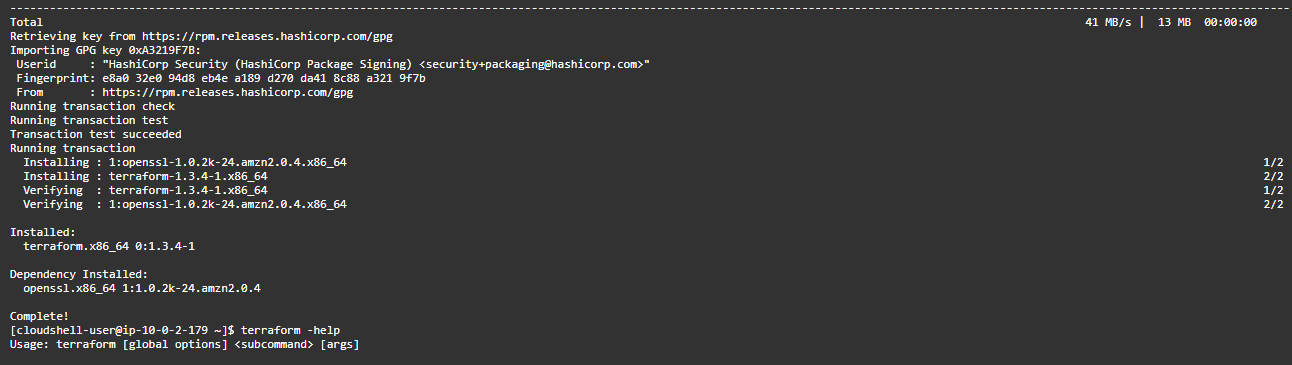 --------------------------------------------------------------------------------------------------------------------------------------------------------------------------------------------------
Total                                                                                                                                                              41 MB/s |  13 MB  00:00:00
Retrieving key from https://rpm.releases.hashicorp.com/gpg
Importing GPG key 0xA3219F7B:
 Userid     : "HashiCorp Security (HashiCorp Package Signing) <security+packaging@hashicorp.com>"
 Fingerprint: e8a0 32e0 94d8 eb4e a189 d270 da41 8c88 a321 9f7b
 From       : https://rpm.releases.hashicorp.com/gpg
Running transaction check
Running transaction test
Transaction test succeeded
Running transaction
  Installing : 1:openssl-1.0.2k-24.amzn2.0.4.x86_64 1/2
  Installing : terraform-1.3.4-1.x86_64 2/2
  Verifying  : terraform-1.3.4-1.x86_64 1/2
  Verifying  : 1:openssl-1.0.2k-24.amzn2.0.4.x86_64 2/2
Installed:
  terraform.x86_64 0:1.3.4-1
Dependency Installed:
  openssl.x86_64 1:1.0.2k-24.amzn2.0.4
Complete!
[cloudshell-user@ip-10-0-2-179 ~]$ terraform -help
Usage: terraform [global options] <subcommand> [args]